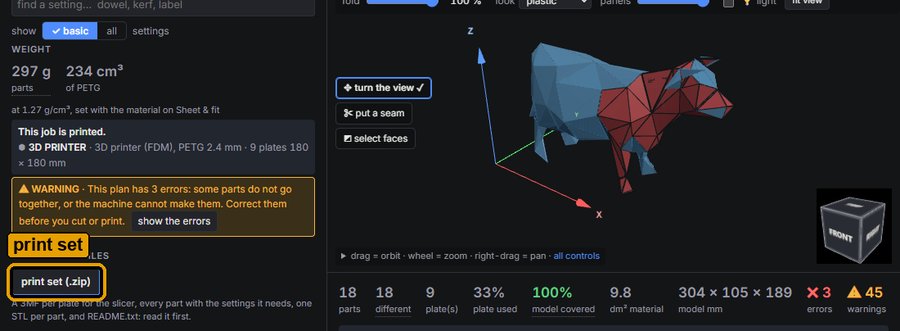 find a setting... dowel, kerf, label
show ✓ basic all settings
WEIGHT
297 g 234 cm³
parts of PETG
at 1.27 g/cm³, set with the material on Sheet & fit
This job is printed.
3D PRINTER · 3D printer (FDM), PETG 2.4 mm · 9 plates 180
× 180 mm
WARNING · This plan has 3 errors: some parts do not go
together, or the machine cannot make them. Correct them
before you cut or print. show the errors
print set
print set (.zip)
A 3MF per plate for the slicer, every part with the settings it needs, one
STL per part, and README.txt: read it first.
fold 100 % look plastic panels light fit view
Z
turn the view ✓
put a seam
select faces
Y
X
FRONT
drag = orbit · wheel = zoom · right-drag = pan · all controls
18 18 9 33% 100% 9.8 304 × 105 × 189 3 45
parts different plate(s) plate used model covered dm² material model mm errors warnings